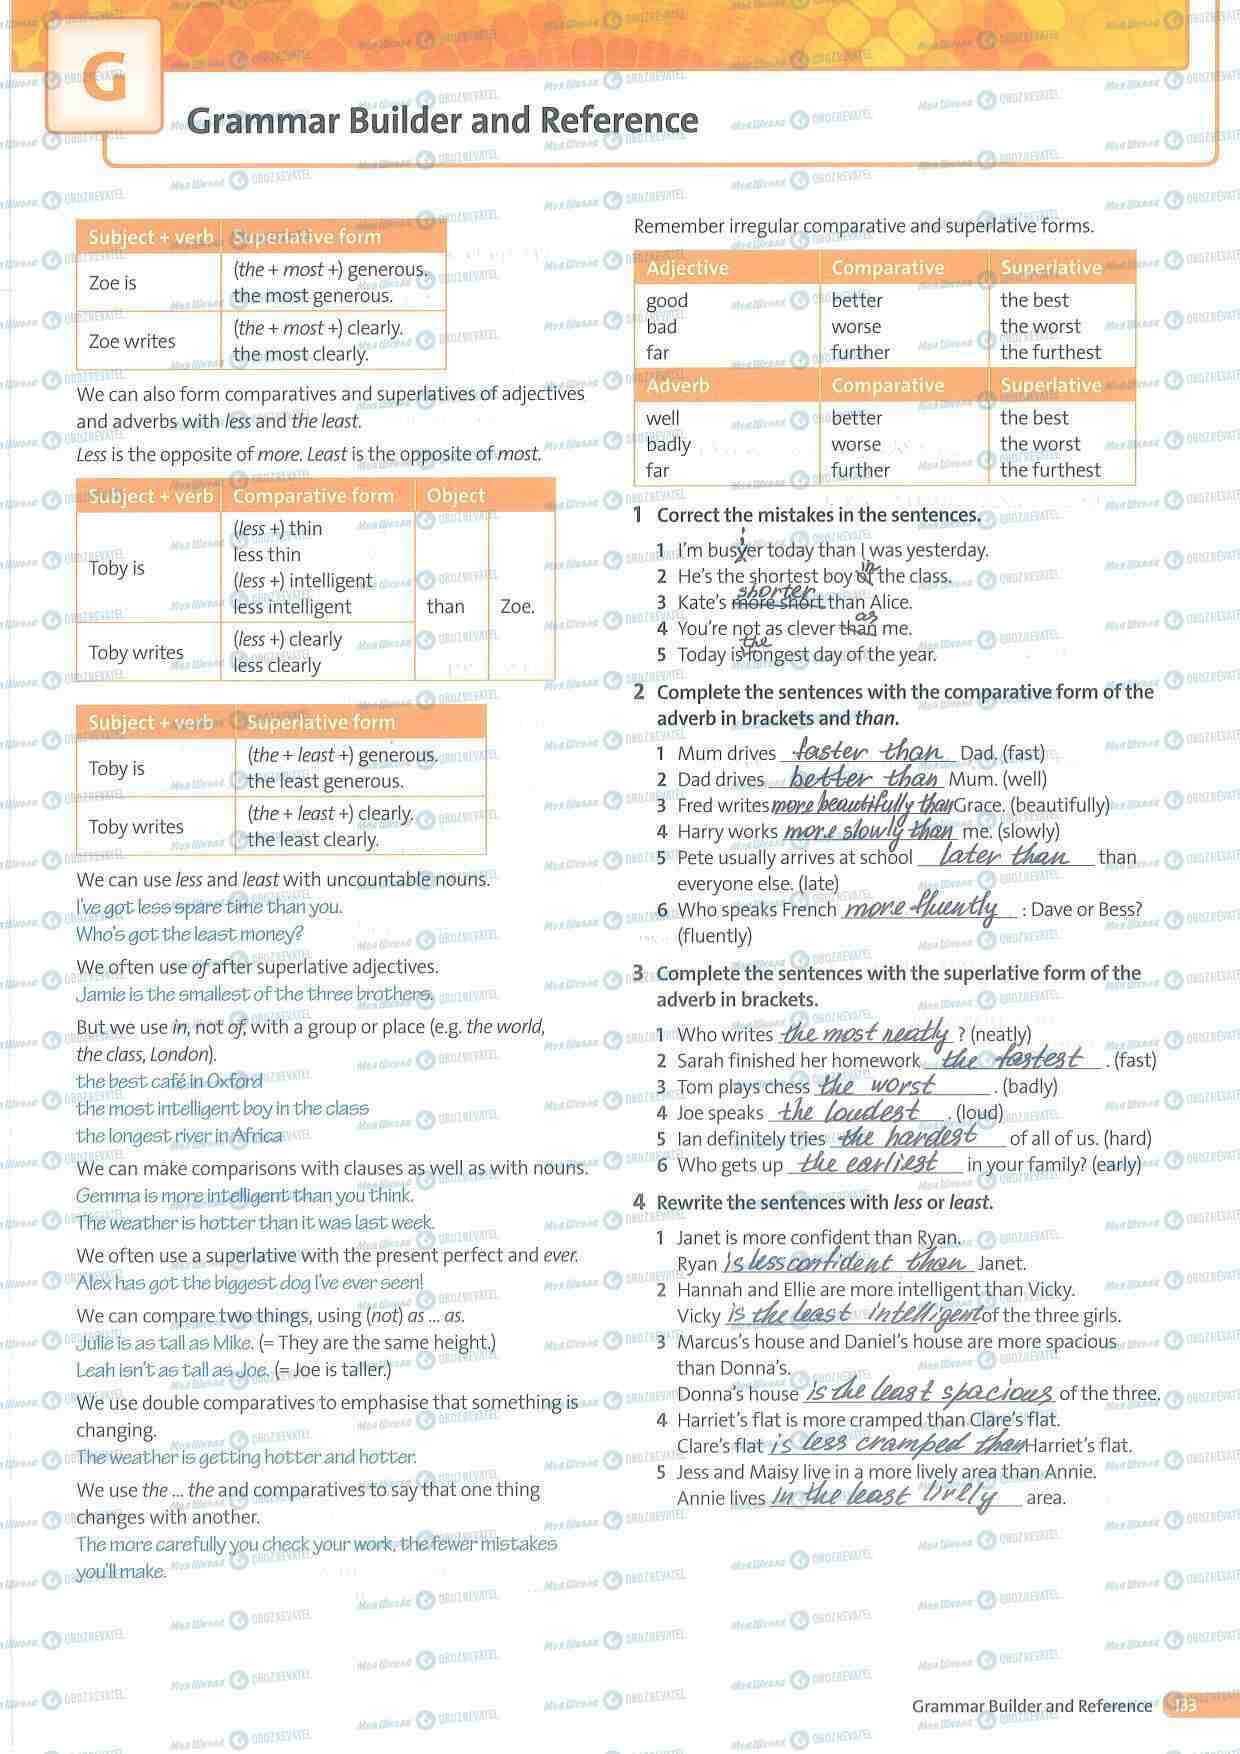 G
Grammar Builder and Reference
Subject + verb Superlative form
Zoe is (the + most +) generous.
the most generous.
Zoe writes (the + most +) clearly.
the most clearly.
We can also form comparatives and superlatives of adjectives
and adverbs with less and the least.
Less is the opposite of more. Least is the opposite of most.
Subject + verb Comparative form Object
Toby is (less +) thin
less thin
(less +) intelligent
less intelligent
than Zoe.
Toby writes (less +) clearly
less clearly
Subject + verb Superlative form
Toby is (the + least +) generous.
the least generous.
Toby writes (the + least +) clearly.
the least clearly.
We can use less and least with uncountable nouns.
I've got less spare time than you.
Who's got the least money?
We often use of after superlative adjectives.
Jamie is the smallest of the three brothers.
But we use in, not of, with a group or place (e.g. the world,
the class, London).
the best café in Oxford
the most intelligent boy in the class
the longest river in Africa
We can make comparisons with clauses as well as with nouns.
Gemma is more intelligent than you think.
The weather is hotter than it was last week.
We often use a superlative with the present perfect and ever.
Alex has got the biggest dog I've ever seen!
We can compare two things, using (not) as ... as.
Julie is as tall as Mike. (= They are the same height.)
Leah isn't as tall as Joe. (= Joe is taller.)
We use double comparatives to emphasise that something is
changing.
The weather is getting hotter and hotter.
We use the ... the and comparatives to say that one thing
changes with another.
The more carefully you check your work, the fewer mistakes
you'll make.
Remember irregular comparative and superlative forms.
Adjective Comparative Superlative
good better the best
bad worse the worst
far further the furthest
Adverb Comparative Superlative
well better the best
badly worse the worst
far further the furthest
1 Correct the mistakes in the sentences.
i
1 I'm busyer today than I was yesterday.
in
2 He's the shortest boy of the class.
shorter
3 Kate's more short than Alice.
as
4 You're not as clever than me.
the
5 Today is longest day of the year.
2 Complete the sentences with the comparative form of the
adverb in brackets and than.
1 Mum drives faster than Dad. (fast)
2 Dad drives better than Mum. (well)
3 Fred writes more beautifully than Grace. (beautifully)
4 Harry works more slowly than me. (slowly)
5 Pete usually arrives at school later than than
everyone else. (late)
6 Who speaks French more fluently : Dave or Bess?
(fluently)
3 Complete the sentences with the superlative form of the
adverb in brackets.
1 Who writes the most neatly ? (neatly)
2 Sarah finished her homework the fastest . (fast)
3 Tom plays chess the worst . (badly)
4 Joe speaks the loudest . (loud)
5 Ian definitely tries the hardest of all of us. (hard)
6 Who gets up the earliest in your family? (early)
4 Rewrite the sentences with less or least.
1 Janet is more confident than Ryan.
Ryan is less confident than Janet.
2 Hannah and Ellie are more intelligent than Vicky.
Vicky is the least intelligent of the three girls.
3 Marcus's house and Daniel's house are more spacious
than Donna's.
Donna's house is the least spacious of the three.
4 Harriet's flat is more cramped than Clare's flat.
Clare's flat is less cramped than Harriet's flat.
5 Jess and Maisy live in a more lively area than Annie.
Annie lives in the least lively area.
Grammar Builder and Reference 133